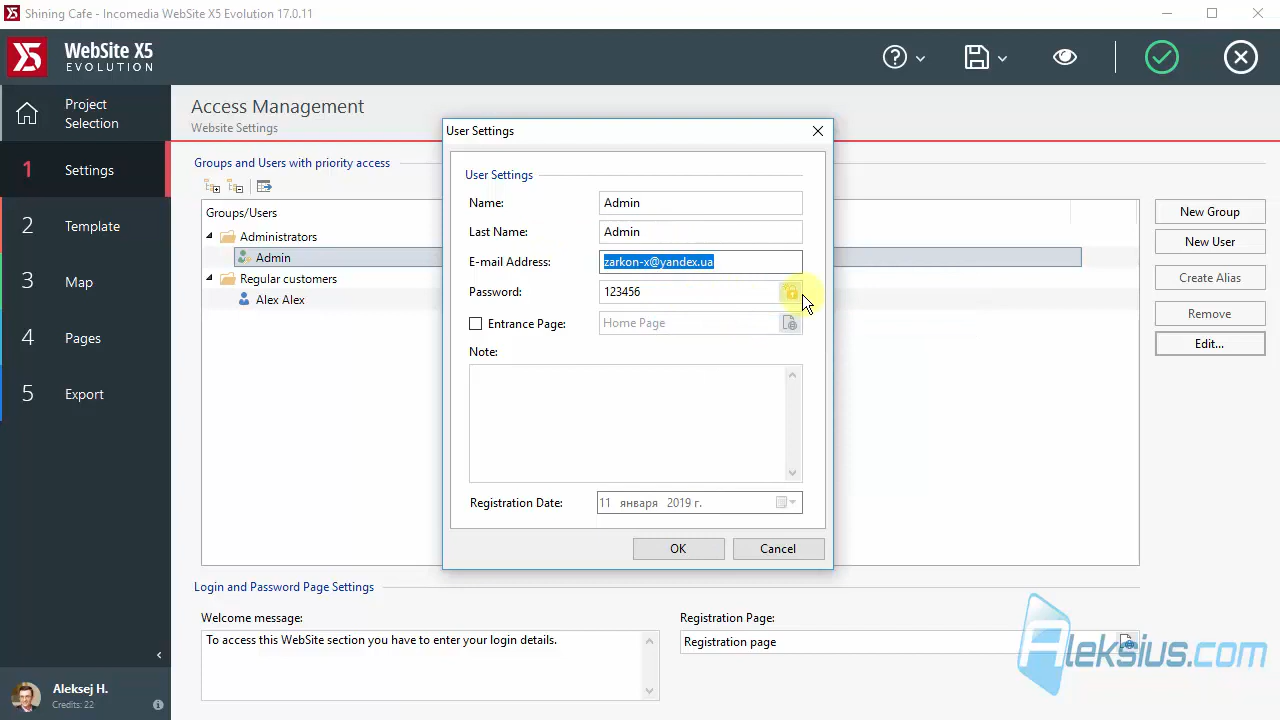 Shining Cafe - Incomedia WebSite X5 Evolution 17.0.11
X5
WebSite X5
EVOLUTION
Project
Selection
1 Settings
2 Template
3 Map
4 Pages
5 Export
Aleksej H.
Credits: 22
Access Management
Website Settings
Groups and Users with priority access
Groups/Users
Administrators
Admin
Regular customers
Alex Alex
New Group
New User
Create Alias
Remove
Edit...
User Settings
User Settings
Name: Admin
Last Name: Admin
E-mail Address: zarkon-x@yandex.ua
Password: 123456
Entrance Page: Home Page
Note:
Registration Date: 11 января 2019 г.
OK Cancel
Login and Password Page Settings
Welcome message:
To access this WebSite section you have to enter your login details.
Registration Page:
Registration page
Aleksius.com